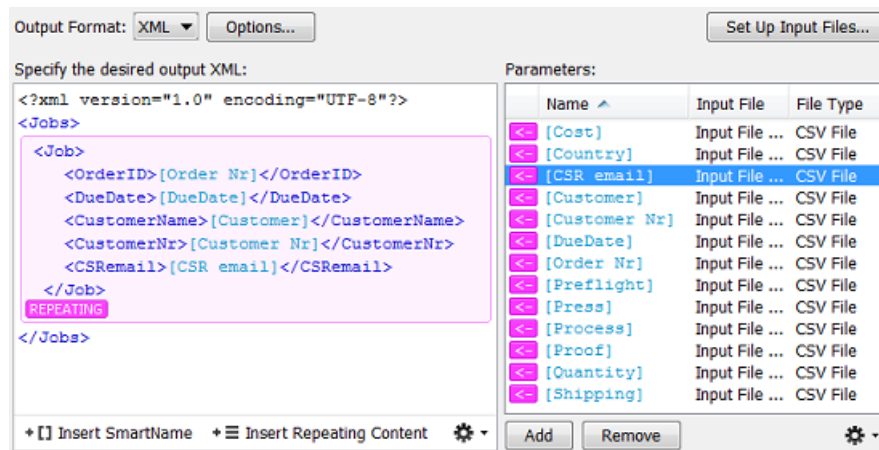 Output Format: XML Options... Set Up Input Files...
Specify the desired output XML: Parameters:
<?xml version="1.0" encoding="UTF-8"?>
<Jobs>
<Job>
<OrderID>[Order Nr]</OrderID>
<DueDate>[DueDate]</DueDate>
<CustomerName>[Customer]</CustomerName>
<CustomerNr>[Customer Nr]</CustomerNr>
<CSRemail>[CSR email]</CSRemail>
</Job>
REPEATING
</Jobs>
+[] Insert SmartName +☰ Insert Repeating Content
Name Input File File Type
<- [Cost] Input File ... CSV File
<- [Country] Input File ... CSV File
<- [CSR email] Input File ... CSV File
<- [Customer] Input File ... CSV File
<- [Customer Nr] Input File ... CSV File
<- [DueDate] Input File ... CSV File
<- [Order Nr] Input File ... CSV File
<- [Preflight] Input File ... CSV File
<- [Press] Input File ... CSV File
<- [Process] Input File ... CSV File
<- [Proof] Input File ... CSV File
<- [Quantity] Input File ... CSV File
<- [Shipping] Input File ... CSV File
Add Remove